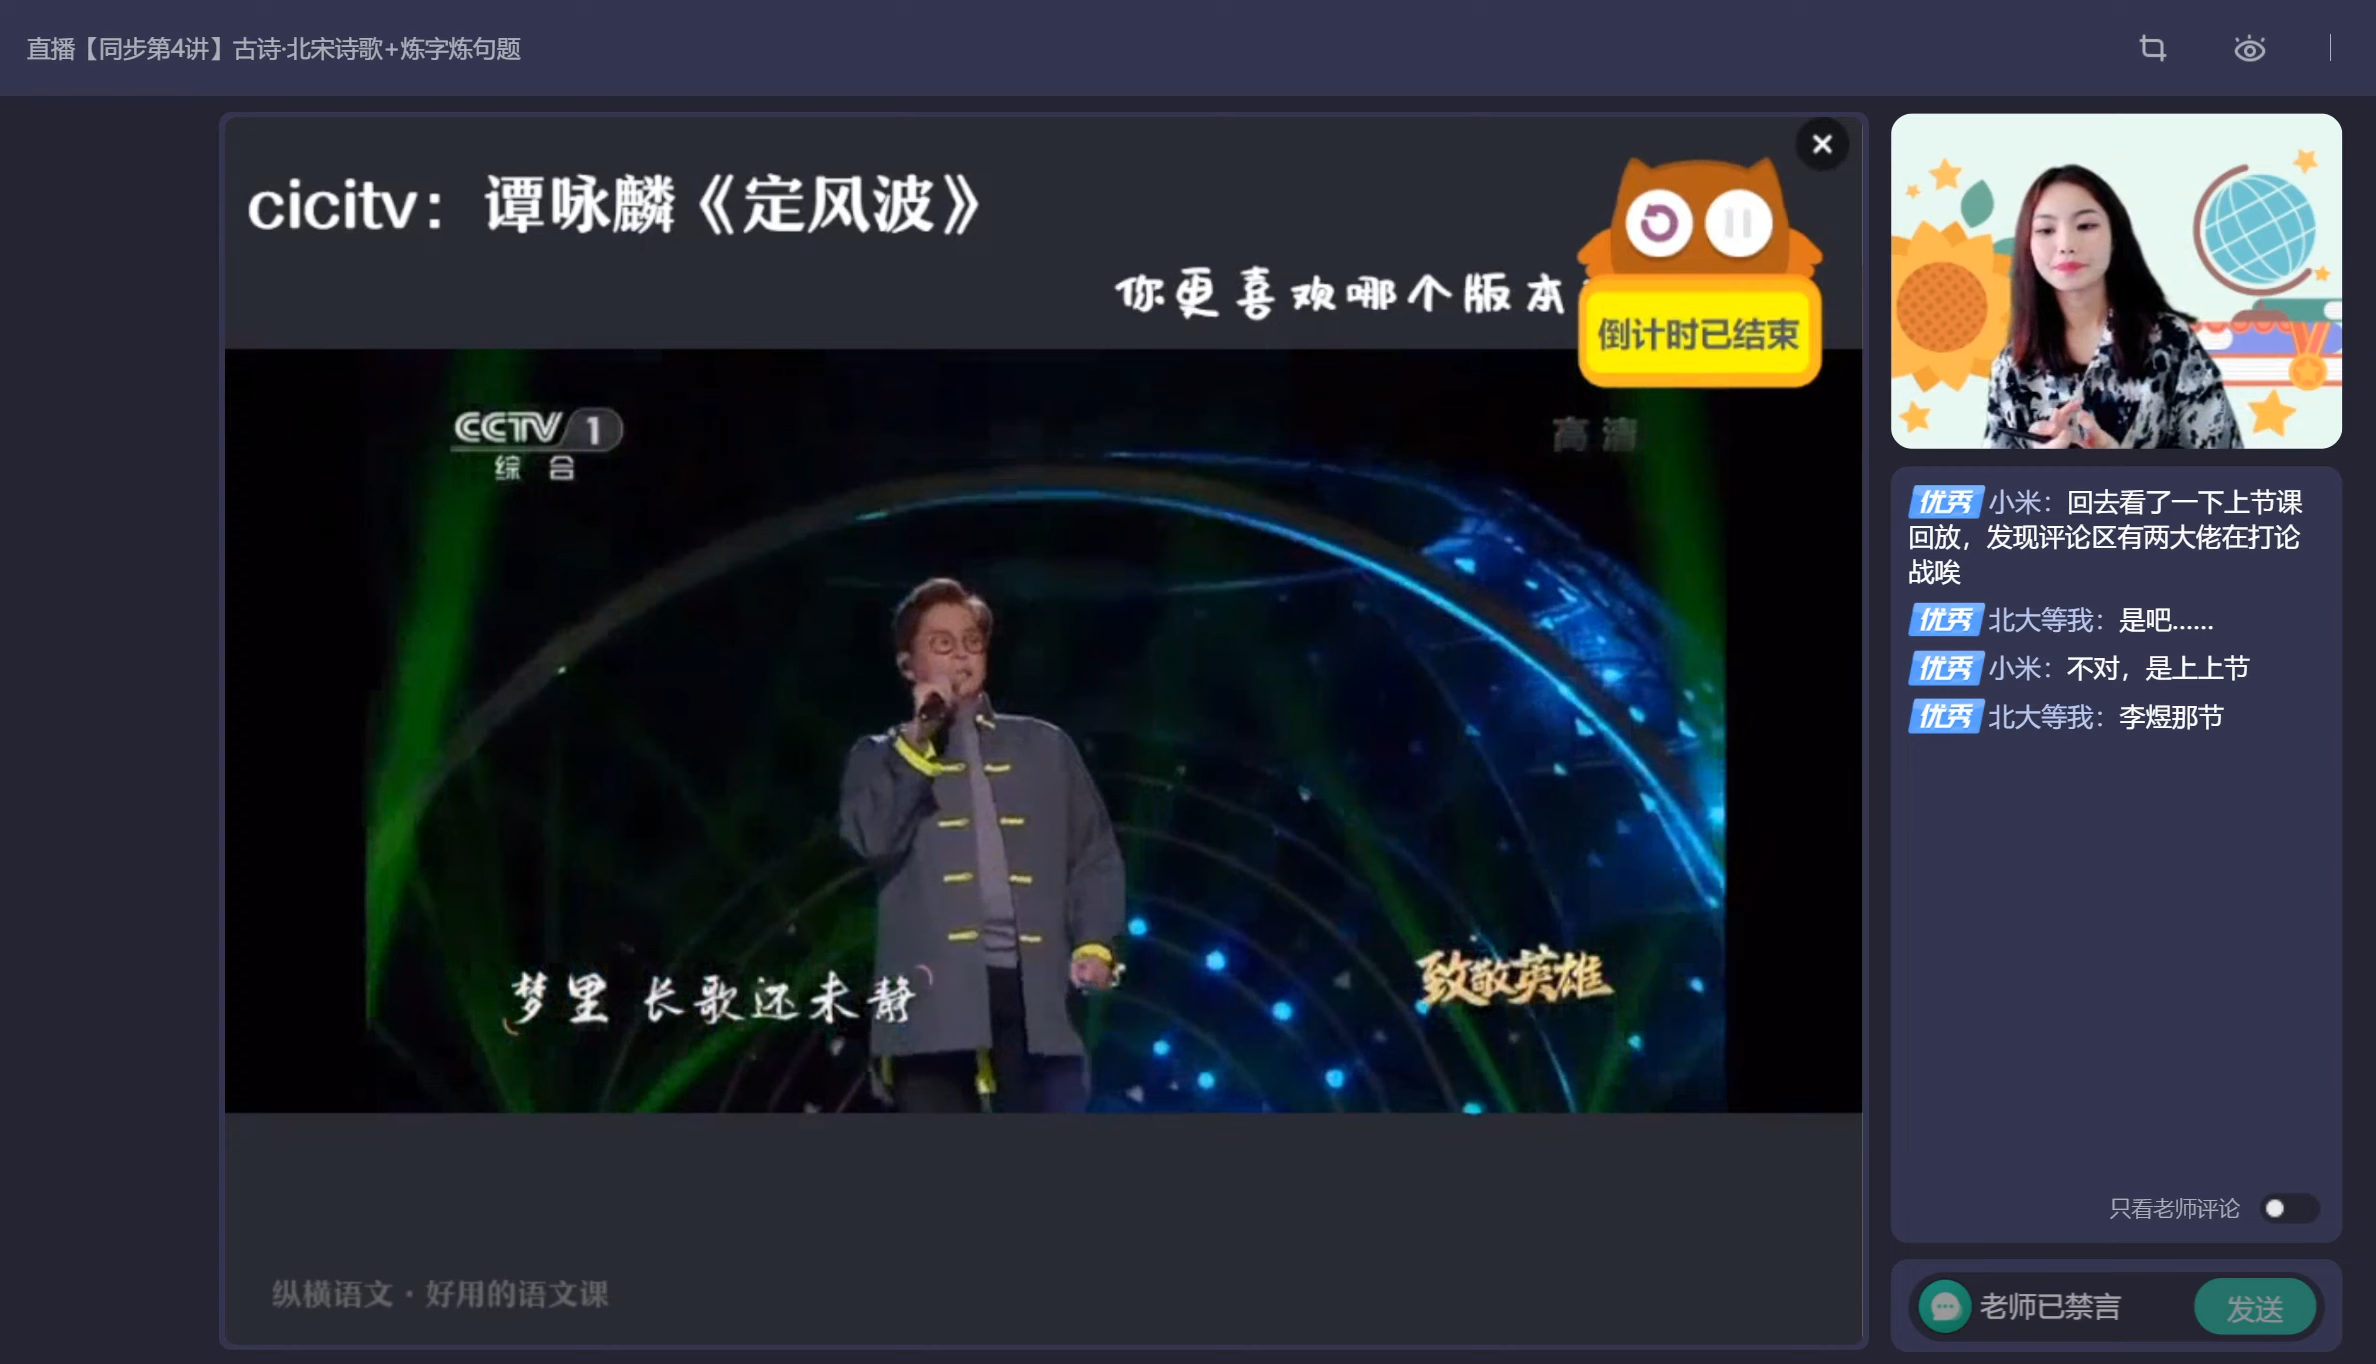 直播【同步第4讲】古诗·北宋诗歌+炼字炼句题
cicitv：谭咏麟《定风波》
你更喜欢哪个版本
倒计时已结束
CCTV 1
综合
高清
梦里 长歌还未静
致敬英雄
纵横语文·好用的语文课
优秀 小米：回去看了一下上节课
回放，发现评论区有两大佬在打论
战唉
优秀 北大等我：是吧......
优秀 小米：不对，是上上节
优秀 北大等我：李煜那节
只看老师评论
老师已禁言
发送